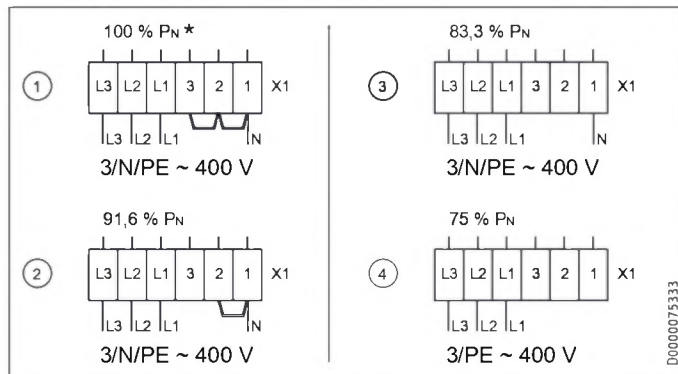 100 % PN *
1
L3 L2 L1 3 2 1 X1
L3 L2 L1 N
3/N/PE ~ 400 V
91,6 % PN
2
L3 L2 L1 3 2 1 X1
L3 L2 L1 N
3/N/PE ~ 400 V
83,3 % PN
3
L3 L2 L1 3 2 1 X1
L3 L2 L1 N
3/N/PE ~ 400 V
75 % PN
4
L3 L2 L1 3 2 1 X1
L3 L2 L1
3/PE ~ 400 V
D0000075333